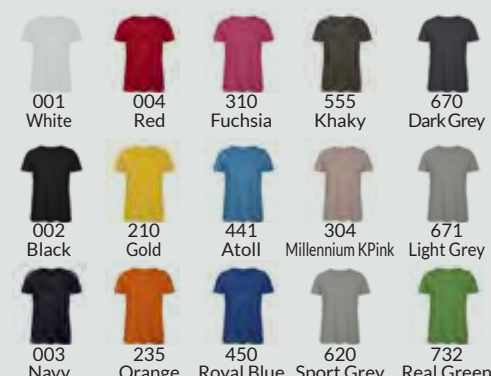 001 004 310 555 670
White Red Fuchsia Khaky Dark Grey
002 210 441 304 671
Black Gold Atoll Millennium KPink Light Grey
003 235 450 620 732
Navy Orange Royal Blue Sport Grey Real Green